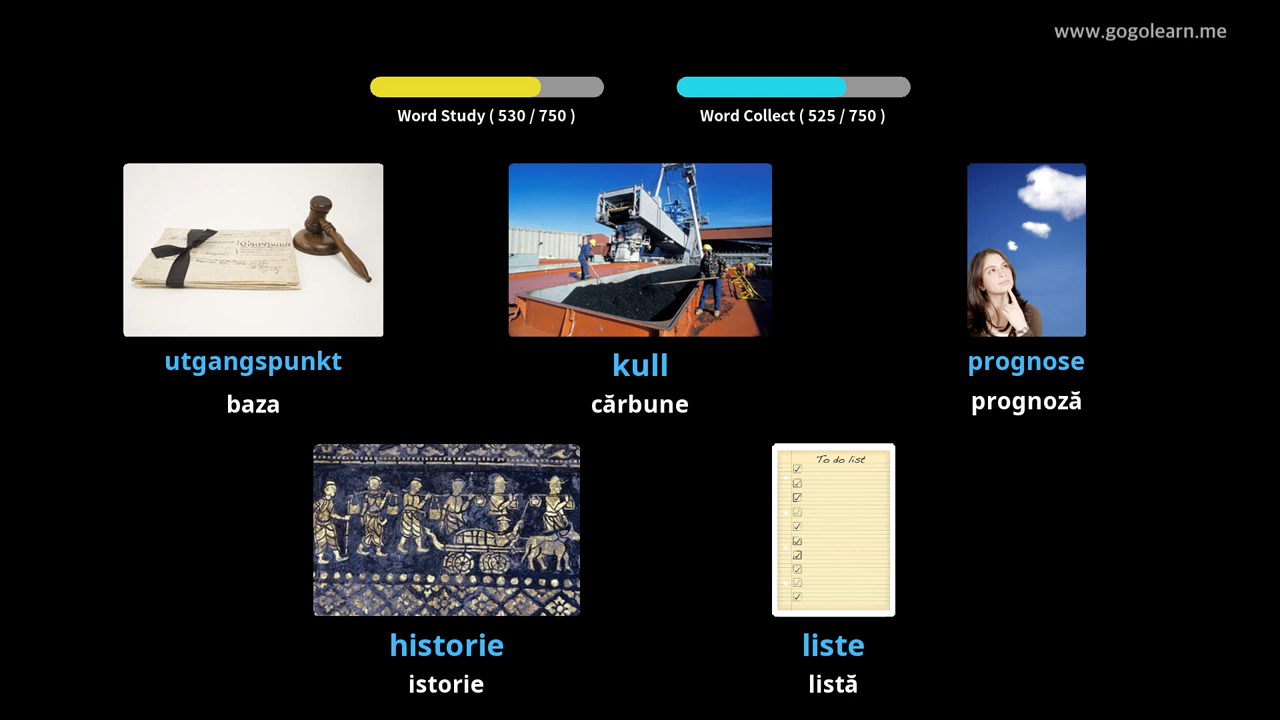 www.gogolearn.me
Word Study ( 530 / 750 )
Word Collect ( 525 / 750 )
utgangspunkt
baza
kull
cărbune
prognose
prognoză
To do list
historie
istorie
liste
listă